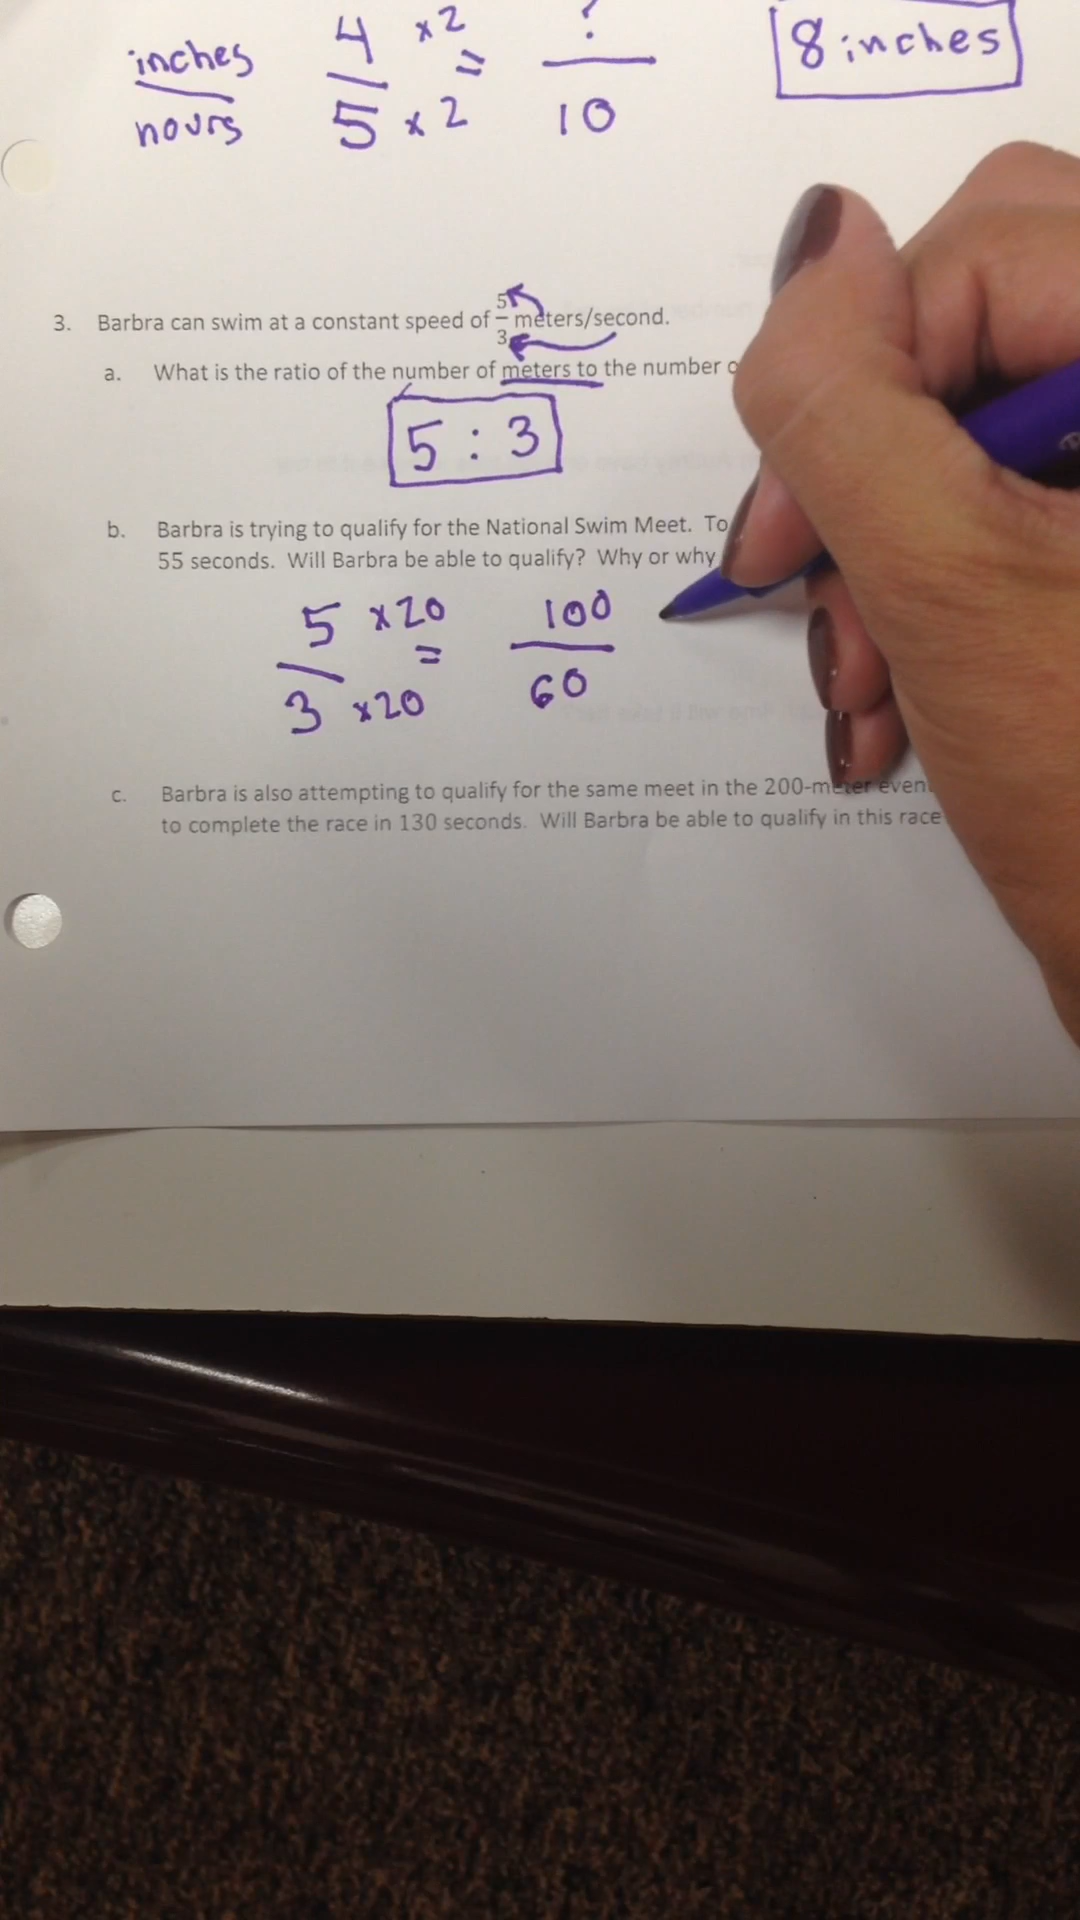 inches 4 x2 = ? 8 inches
hours 5 x 2 10
3. Barbra can swim at a constant speed of 5/3 meters/second.
a. What is the ratio of the number of meters to the number
5 : 3
b. Barbra is trying to qualify for the National Swim Meet. To
55 seconds. Will Barbra be able to qualify? Why or why
5 x20 = 100
3 x20 60
c. Barbra is also attempting to qualify for the same meet in the 200-meter
to complete the race in 130 seconds. Will Barbra be able to qualify in this race